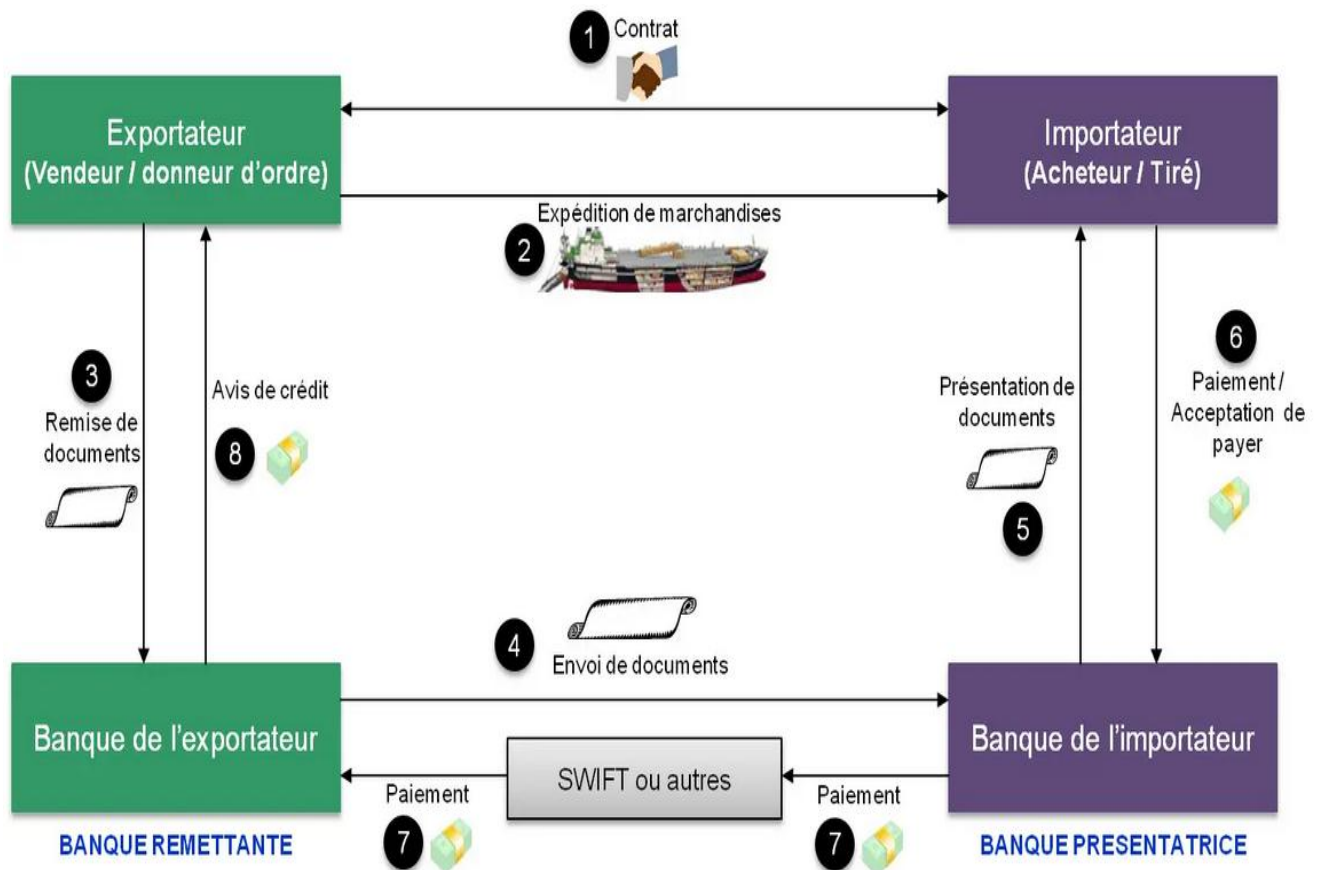 1
Contrat
Exportateur
(Vendeur / donneur d'ordre)
Importateur
(Acheteur / Tiré)
Expédition de marchandises
2
3
Remise de
documents
Avis de crédit
8
Présentation de
documents
5
6
Paiement /
Acceptation de
payer
4
Envoi de documents
Banque de l'exportateur
SWIFT ou autres
Banque de l'importateur
Paiement
7
Paiement
7
BANQUE REMETTANTE
BANQUE PRESENTATRICE